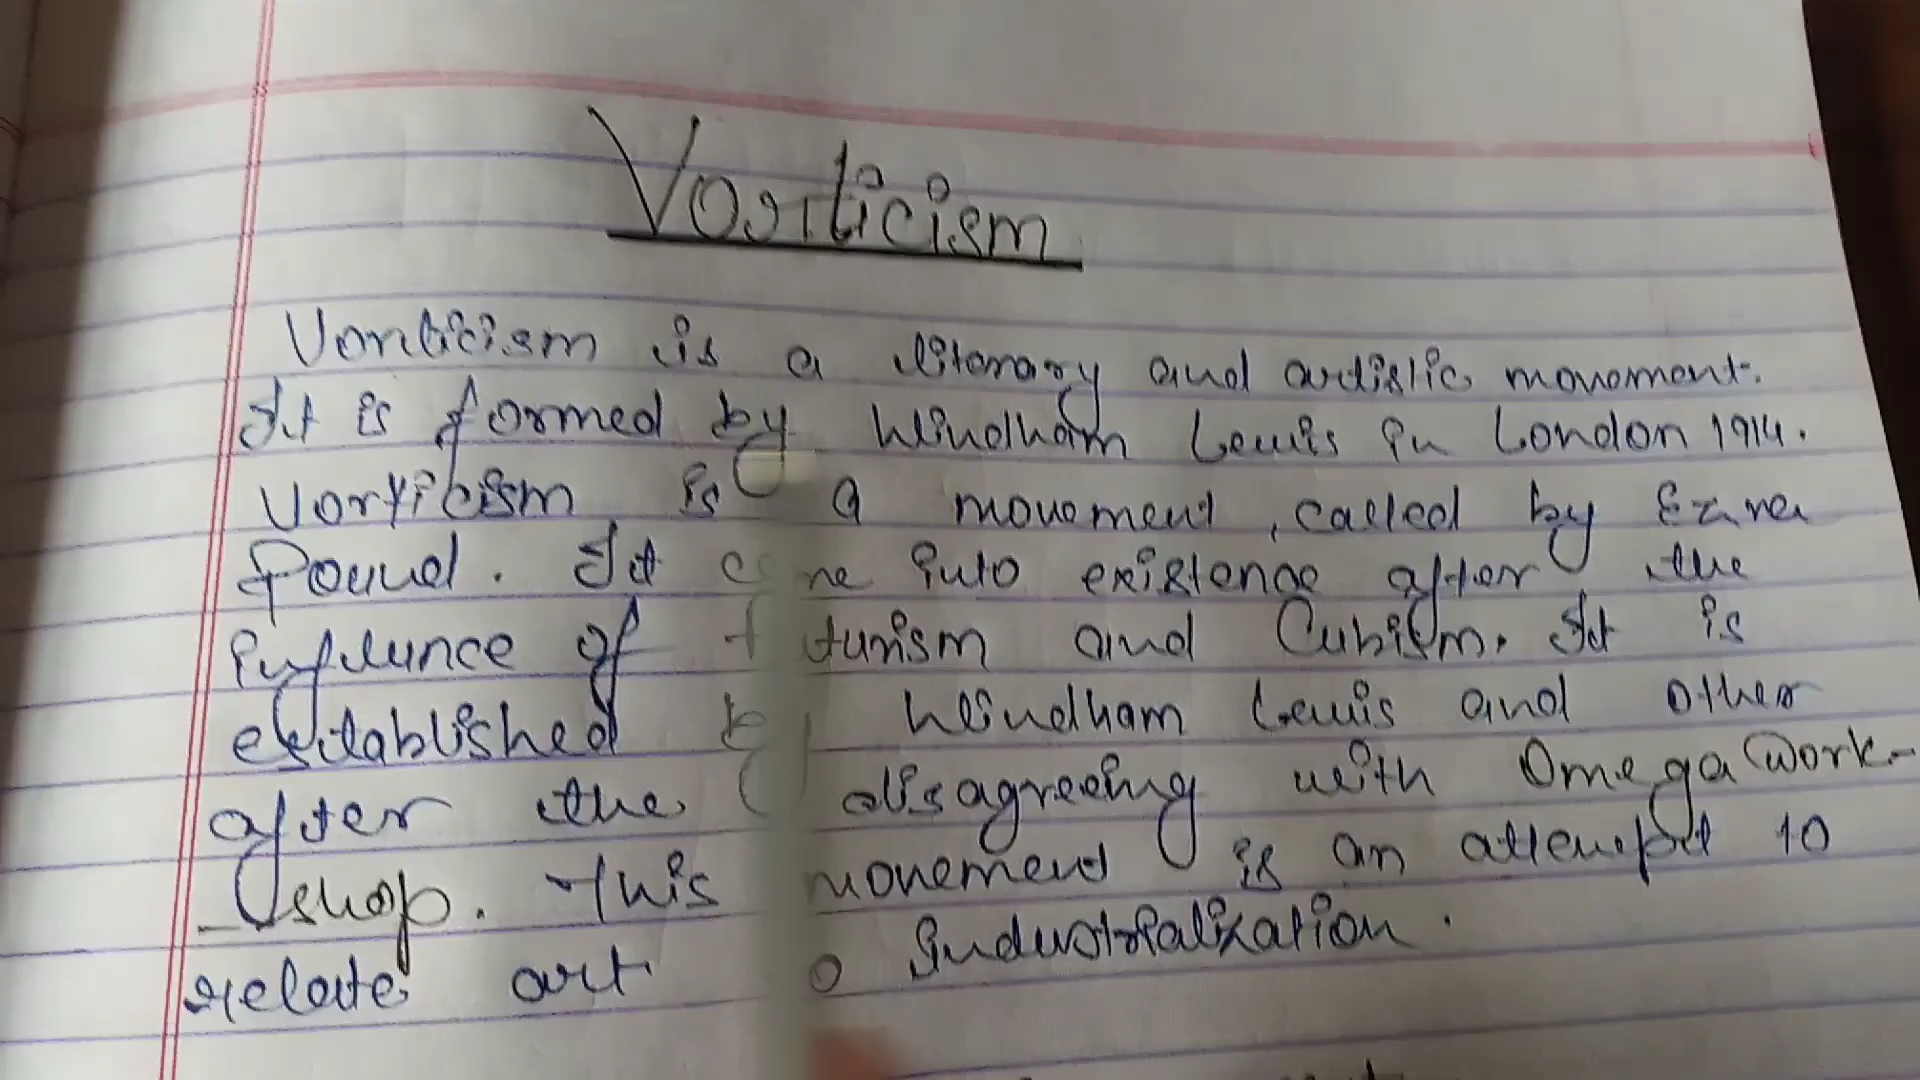 Vorticism
Vorticism is a literary and artistic movement.
It is formed by Windham Lewis in London 1914.
Vorticism is a movement, called by Ezra
Pound. It came into existence after the
influence of futurism and Cubism. It is
established by Windham Lewis and other
after the disagreeing with Omega Work-
shop. This movement is an attempt to
relate art to Industrialization.